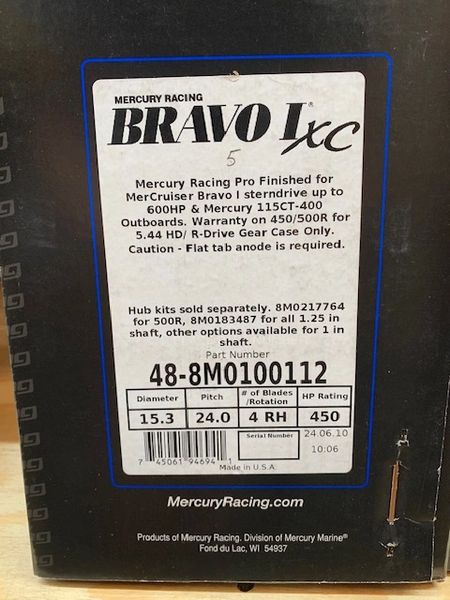 MERCURY RACING
BRAVO I® XC
5
Mercury Racing Pro Finished for
MerCruiser Bravo I sterndrive up to
600HP & Mercury 115CT-400
Outboards. Warranty on 450/500R for
5.44 HD/ R-Drive Gear Case Only.
Caution - Flat tab anode is required.
Hub kits sold separately. 8M0217764
for 500R, 8M0183487 for all 1.25 in
shaft, other options available for 1 in
shaft.
Part Number
48-8M0100112
Diameter Pitch # of Blades /Rotation HP Rating
15.3 24.0 4 RH 450
Serial Number 24.06.10
10:06
7 45061 94694 1
Made in U.S.A
MercuryRacing.com
Products of Mercury Racing. Division of Mercury Marine®
Fond du Lac, WI 54937